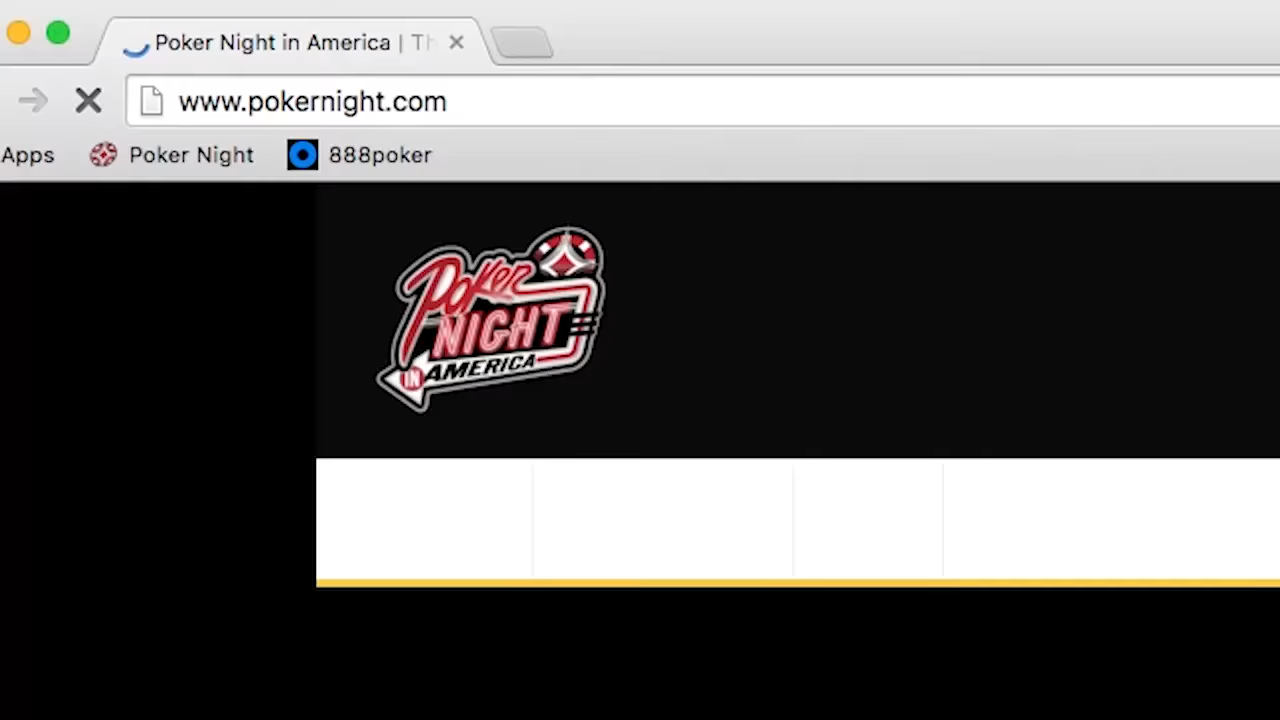 Poker Night in America | Th
www.pokernight.com
Apps Poker Night 888poker
Poker
NIGHT
IN AMERICA